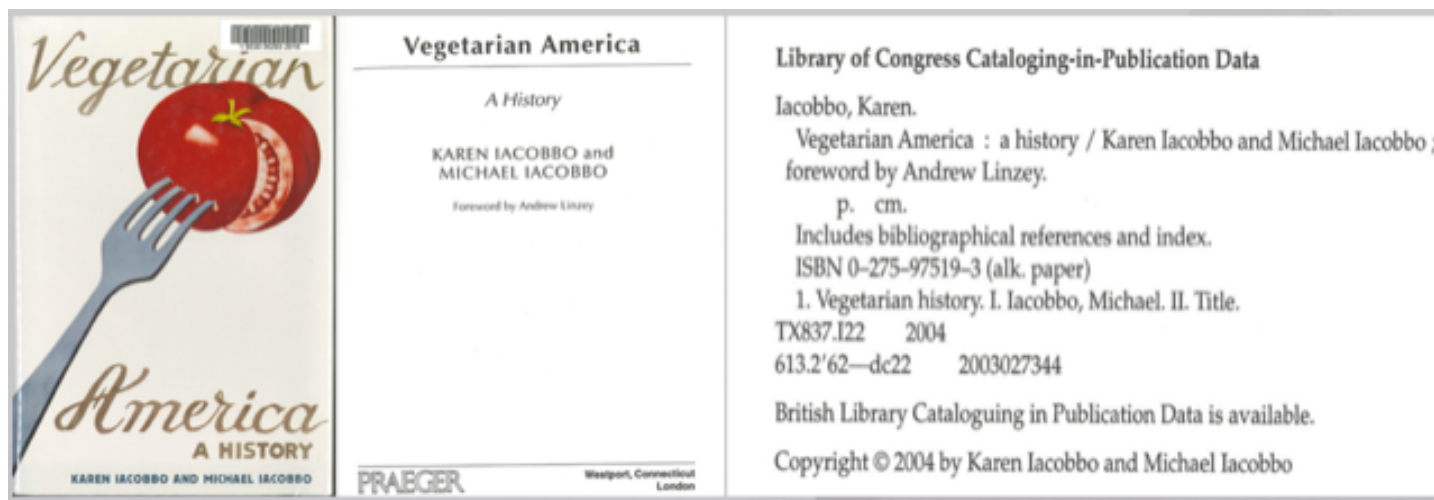 Vegetarian
America
A HISTORY
KAREN IACOBBO AND MICHAEL IACOBBO
Vegetarian America
A History
KAREN IACOBBO and
MICHAEL IACOBBO
Foreword by Andrew Linzey
PRAEGER
Westport, Connecticut
London
Library of Congress Cataloging-in-Publication Data
Iacobbo, Karen.
Vegetarian America : a history / Karen Iacobbo and Michael Iacobbo ;
foreword by Andrew Linzey.
p. cm.
Includes bibliographical references and index.
ISBN 0–275–97519–3 (alk. paper)
1. Vegetarian history. I. Iacobbo, Michael. II. Title.
TX837.I22 2004
613.2'62—dc22 2003027344
British Library Cataloguing in Publication Data is available.
Copyright © 2004 by Karen Iacobbo and Michael Iacobbo